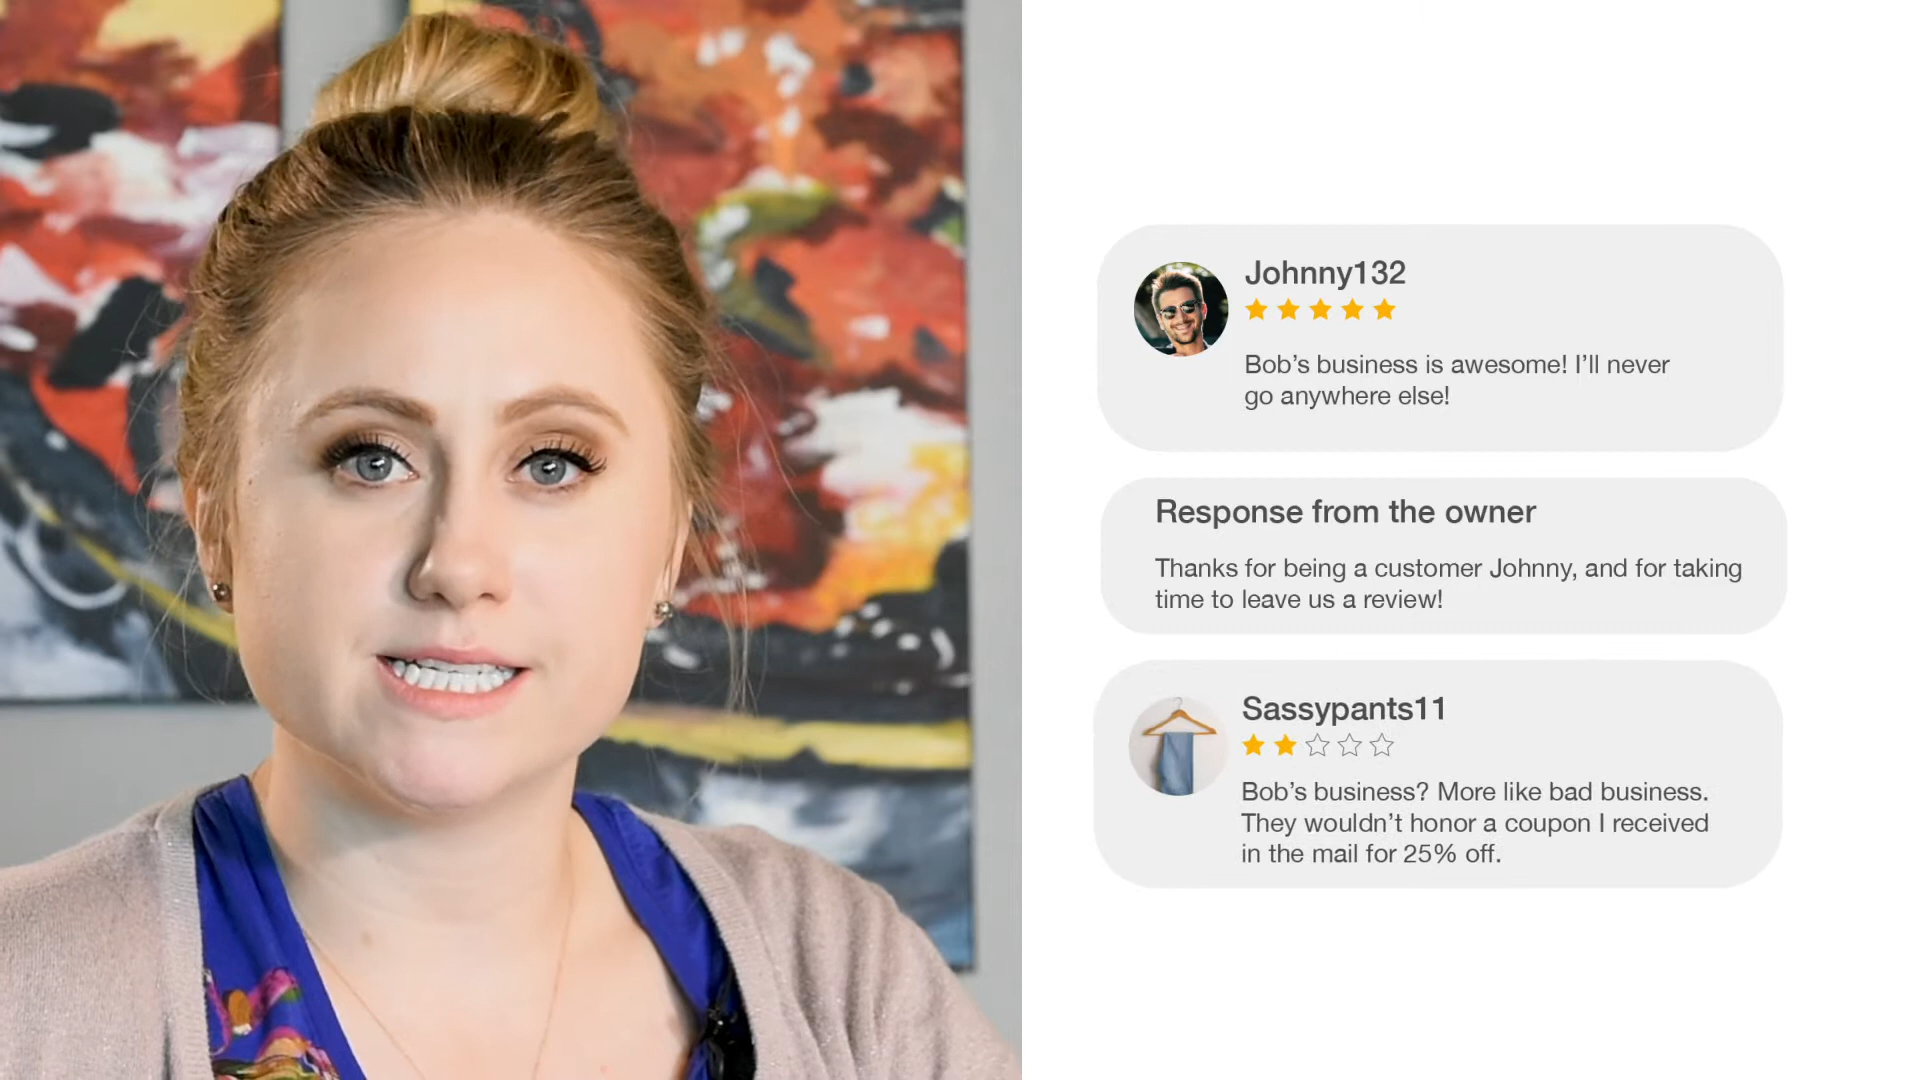 Johnny132
Bob’s business is awesome! I’ll never
go anywhere else!
Response from the owner
Thanks for being a customer Johnny, and for taking
time to leave us a review!
Sassypants11
Bob’s business? More like bad business.
They wouldn’t honor a coupon I received
in the mail for 25% off.